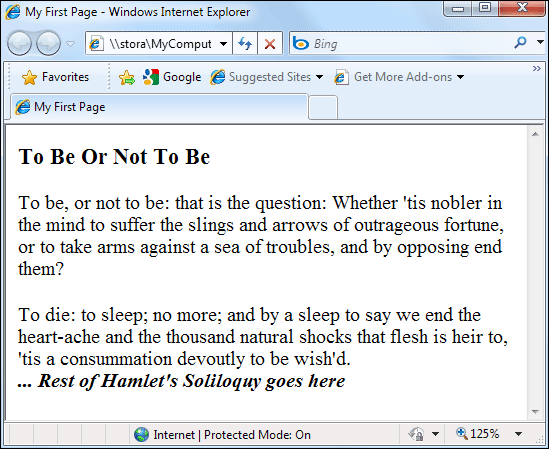 My First Page - Windows Internet Explorer
\\stora\MyComput
Bing
Favorites
Google
Suggested Sites
Get More Add-ons
»
My First Page
To Be Or Not To Be
To be, or not to be: that is the question: Whether 'tis nobler in
the mind to suffer the slings and arrows of outrageous fortune,
or to take arms against a sea of troubles, and by opposing end
them?
To die: to sleep; no more; and by a sleep to say we end the
heart-ache and the thousand natural shocks that flesh is heir to,
'tis a consummation devoutly to be wish'd.
... Rest of Hamlet's Soliloquy goes here
Internet | Protected Mode: On
125%